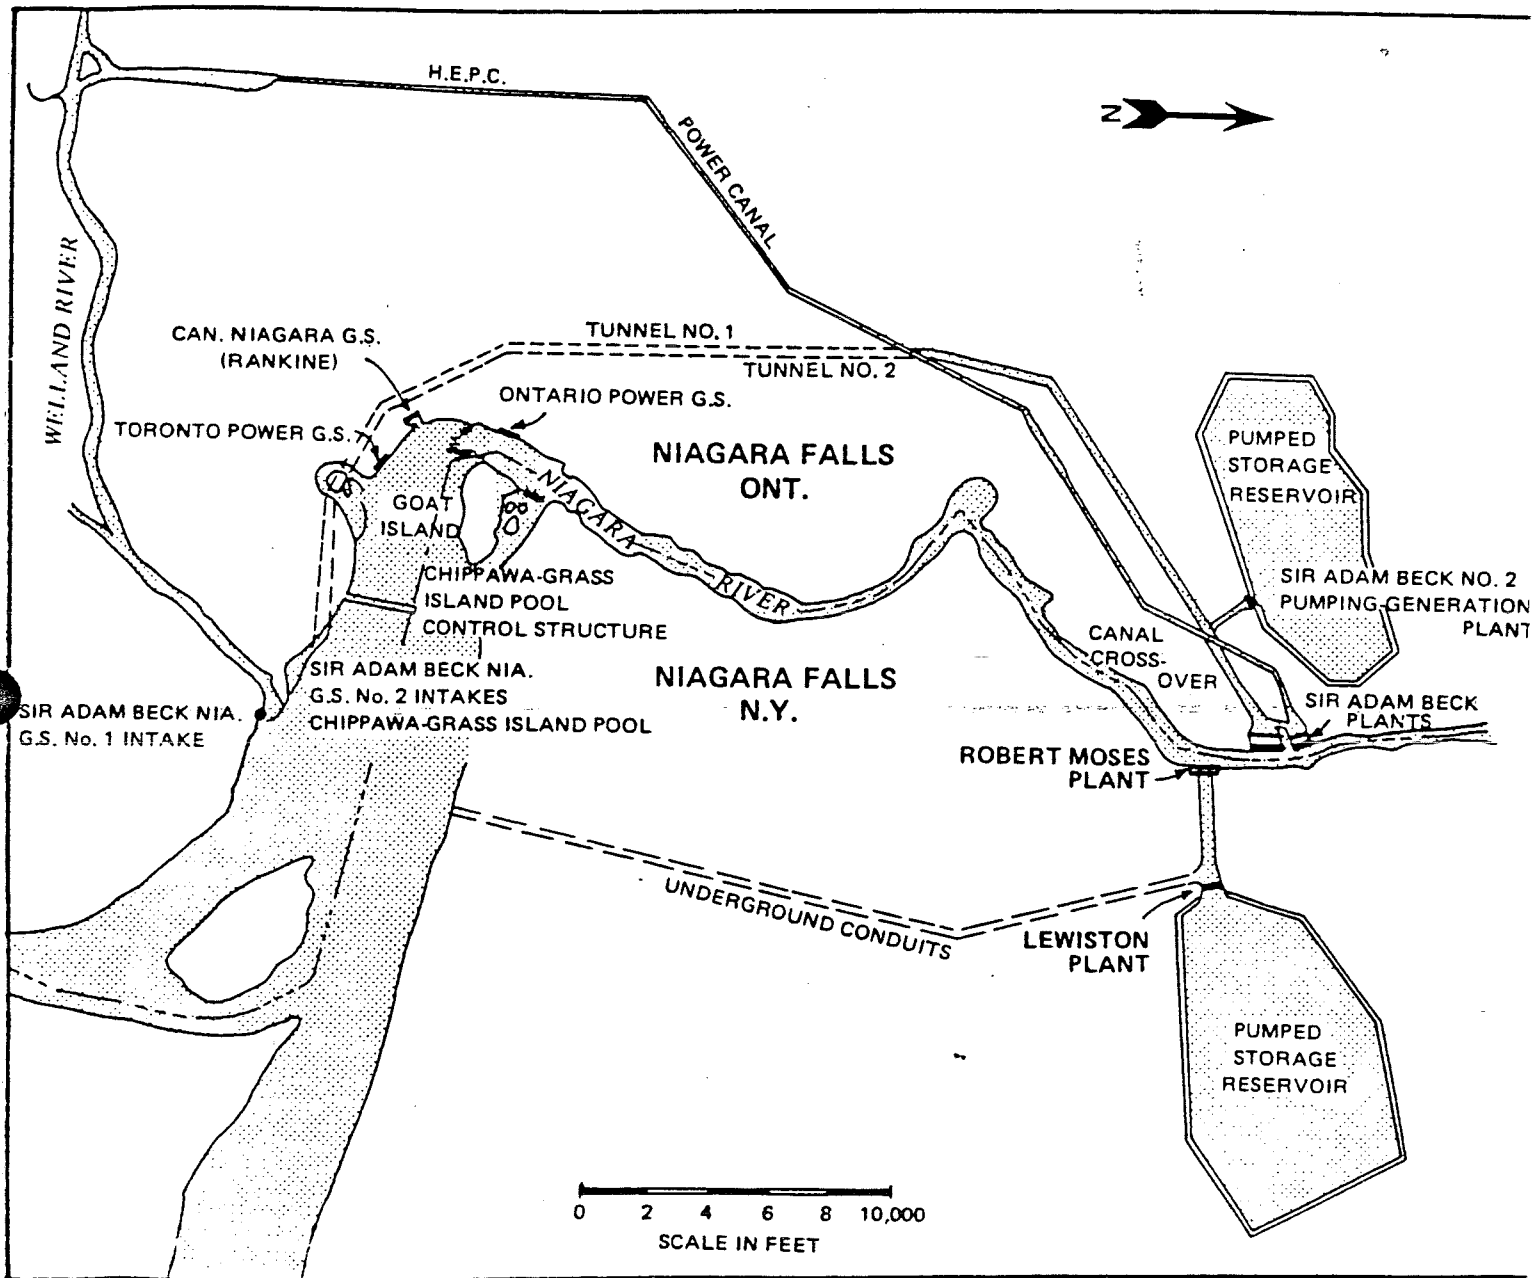 H.E.P.C.
POWER CANAL
N
WELLAND RIVER
CAN. NIAGARA G.S.
(RANKINE)
TUNNEL NO. 1
TUNNEL NO. 2
ONTARIO POWER G.S.
TORONTO POWER G.S.
NIAGARA FALLS
ONT.
PUMPED
STORAGE
RESERVOIR
GOAT
ISLAND
NIAGARA
RIVER
CHIPPAWA-GRASS
ISLAND POOL
CONTROL STRUCTURE
SIR ADAM BECK NO. 2
PUMPING-GENERATION
PLANT
CANAL
CROSS-
OVER
SIR ADAM BECK NIA.
G.S. No. 2 INTAKES
CHIPPAWA-GRASS ISLAND POOL
NIAGARA FALLS
N.Y.
SIR ADAM BECK NIA.
G.S. No. 1 INTAKE
SIR ADAM BECK
PLANTS
ROBERT MOSES
PLANT
UNDERGROUND CONDUITS
LEWISTON
PLANT
PUMPED
STORAGE
RESERVOIR
0 2 4 6 8 10,000
SCALE IN FEET